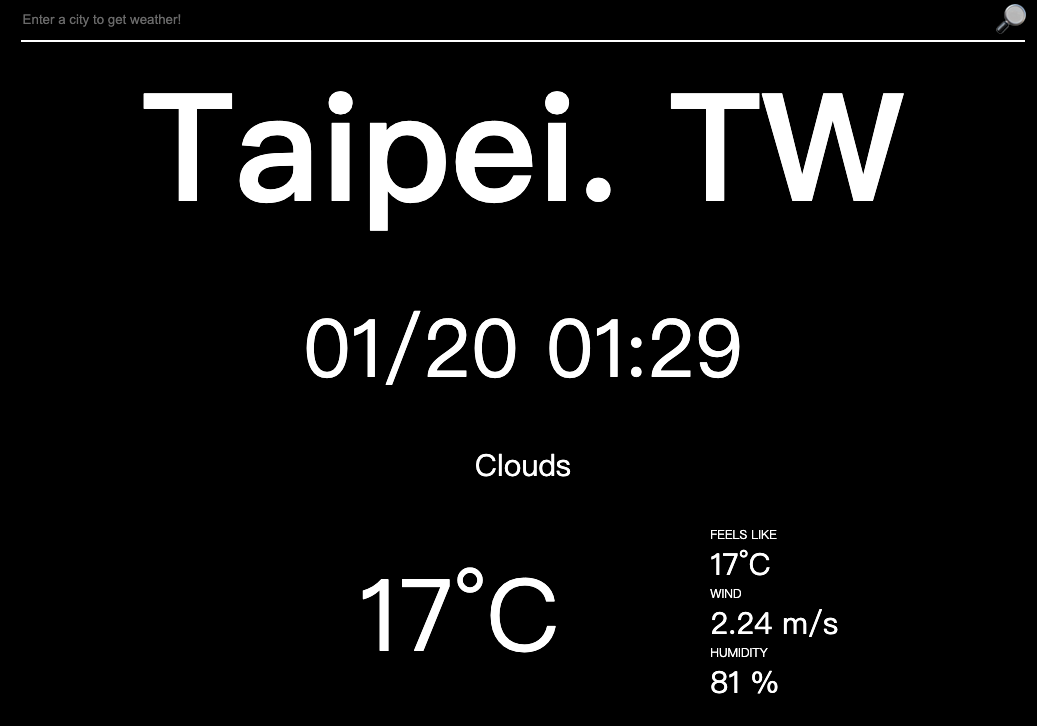 Enter a city to get weather!
Taipei. TW
01/20 01:29
Clouds
17°C
FEELS LIKE
17°C
WIND
2.24 m/s
HUMIDITY
81 %